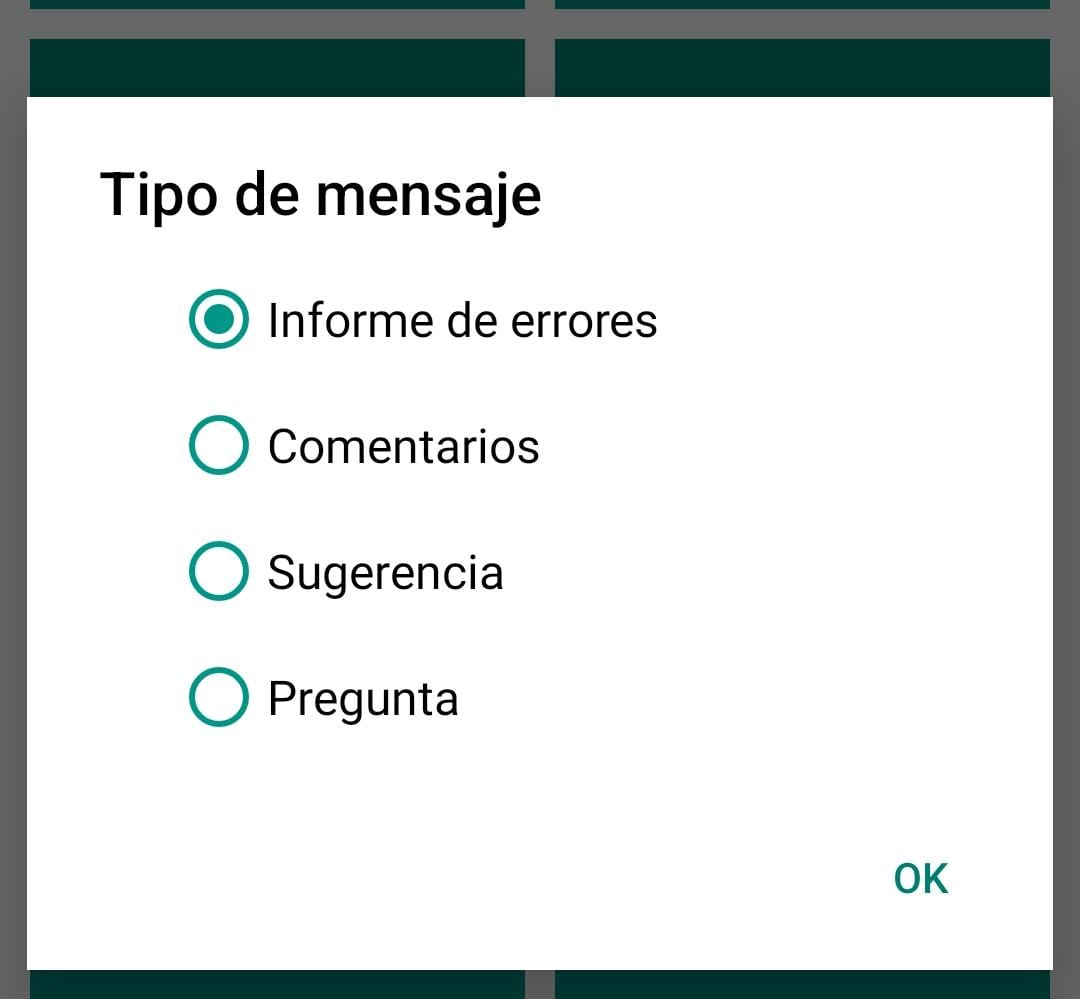 Tipo de mensaje
Informe de errores
Comentarios
Sugerencia
Pregunta
OK